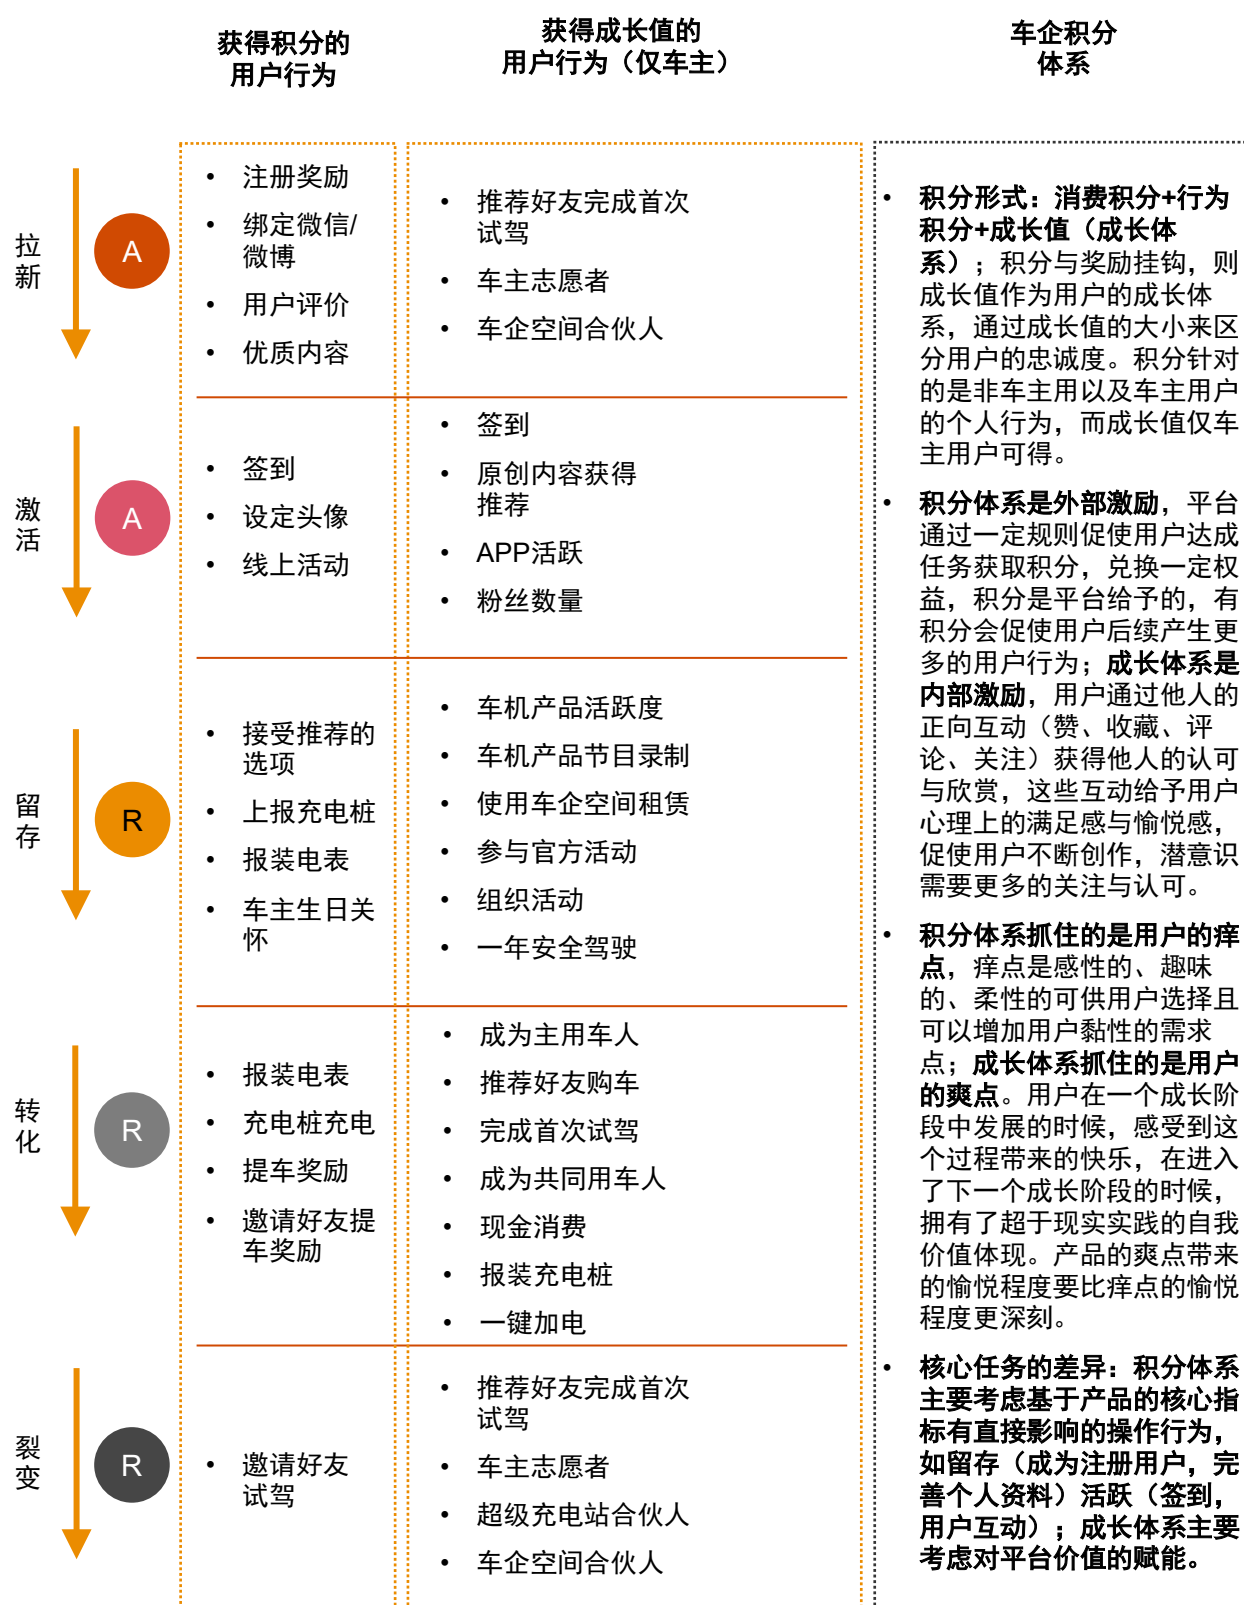 获得积分的
用户行为
获得成长值的
用户行为（仅车主）
车企积分
体系
拉
新
A
• 注册奖励
• 绑定微信/
微博
• 用户评价
• 优质内容
• 推荐好友完成首次
试驾
• 车主志愿者
• 车企空间合伙人
激
活
A
• 签到
• 设定头像
• 线上活动
• 签到
• 原创内容获得
推荐
• APP活跃
• 粉丝数量
留
存
R
• 接受推荐的
选项
• 上报充电桩
• 报装电表
• 车主生日关
怀
• 车机产品活跃度
• 车机产品节目录制
• 使用车企空间租赁
• 参与官方活动
• 组织活动
• 一年安全驾驶
转
化
R
• 报装电表
• 充电桩充电
• 提车奖励
• 邀请好友提
车奖励
• 成为主用车人
• 推荐好友购车
• 完成首次试驾
• 成为共同用车人
• 现金消费
• 报装充电桩
• 一键加电
裂
变
R
• 邀请好友
试驾
• 推荐好友完成首次
试驾
• 车主志愿者
• 超级充电站合伙人
• 车企空间合伙人
• 积分形式：消费积分+行为
积分+成长值（成长体
系）；积分与奖励挂钩，则
成长值作为用户的成长体
系，通过成长值的大小来区
分用户的忠诚度。积分针对
的是非车主用以及车主用户
的个人行为，而成长值仅车
主用户可得。
• 积分体系是外部激励，平台
通过一定规则促使用户达成
任务获取积分，兑换一定权
益，积分是平台给予的，有
积分会促使用户后续产生更
多的用户行为；成长体系是
内部激励，用户通过他人的
正向互动（赞、收藏、评
论、关注）获得他人的认可
与欣赏，这些互动给予用户
心理上的满足感与愉悦感，
促使用户不断创作，潜意识
需要更多的关注与认可。
• 积分体系抓住的是用户的痒
点，痒点是感性的、趣味
的、柔性的可供用户选择且
可以增加用户黏性的需求
点；成长体系抓住的是用户
的爽点。用户在一个成长阶
段中发展的时候，感受到这
个过程带来的快乐，在进入
了下一个成长阶段的时候，
拥有了超于现实实践的自我
价值体现。产品的爽点带来
的愉悦程度要比痒点的愉悦
程度更深刻。
• 核心任务的差异：积分体系
主要考虑基于产品的核心指
标有直接影响的操作行为，
如留存（成为注册用户，完
善个人资料）活跃（签到，
用户互动）；成长体系主要
考虑对平台价值的赋能。